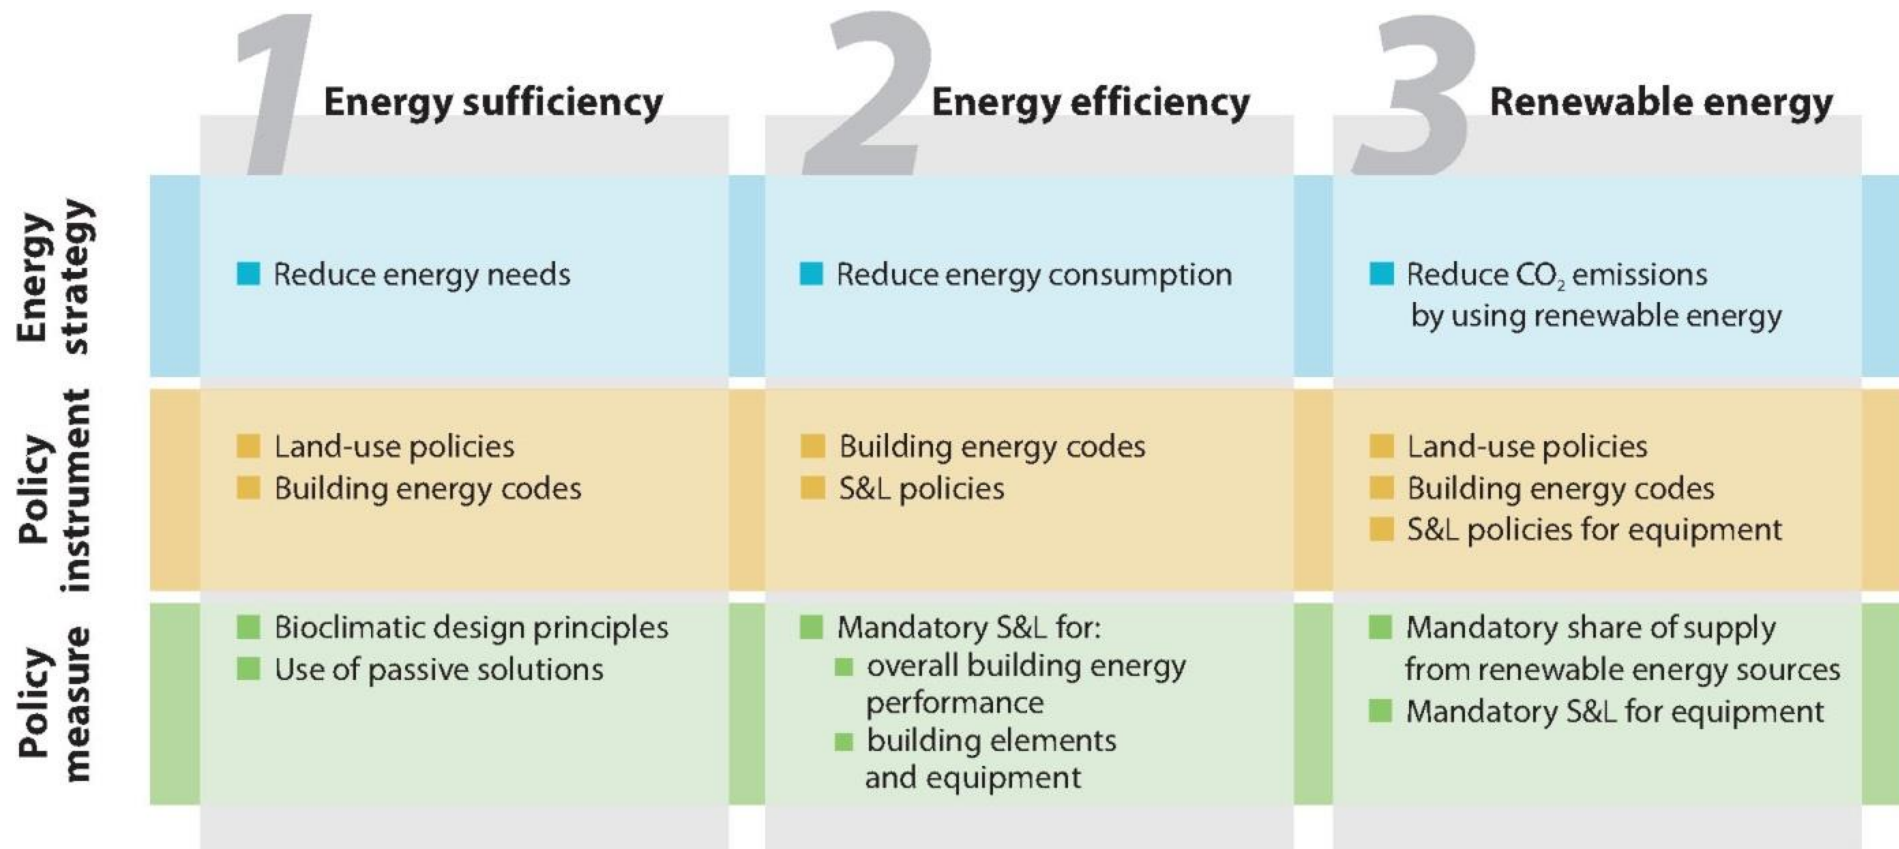 1 Energy sufficiency
2 Energy efficiency
3 Renewable energy
Energy
strategy
Reduce energy needs
Reduce energy consumption
Reduce CO₂ emissions
by using renewable energy
Policy
instrument
Land-use policies
Building energy codes
Building energy codes
S&L policies
Land-use policies
Building energy codes
S&L policies for equipment
Policy
measure
Bioclimatic design principles
Use of passive solutions
Mandatory S&L for:
overall building energy
performance
building elements
and equipment
Mandatory share of supply
from renewable energy sources
Mandatory S&L for equipment